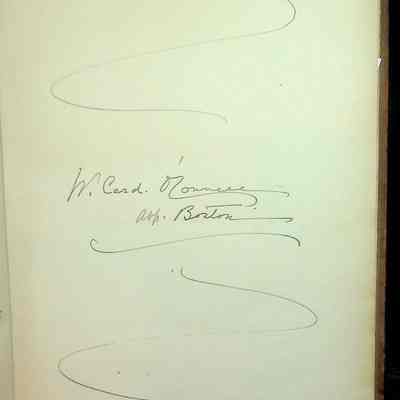 W. Card. O'Connell
Abp. Boston